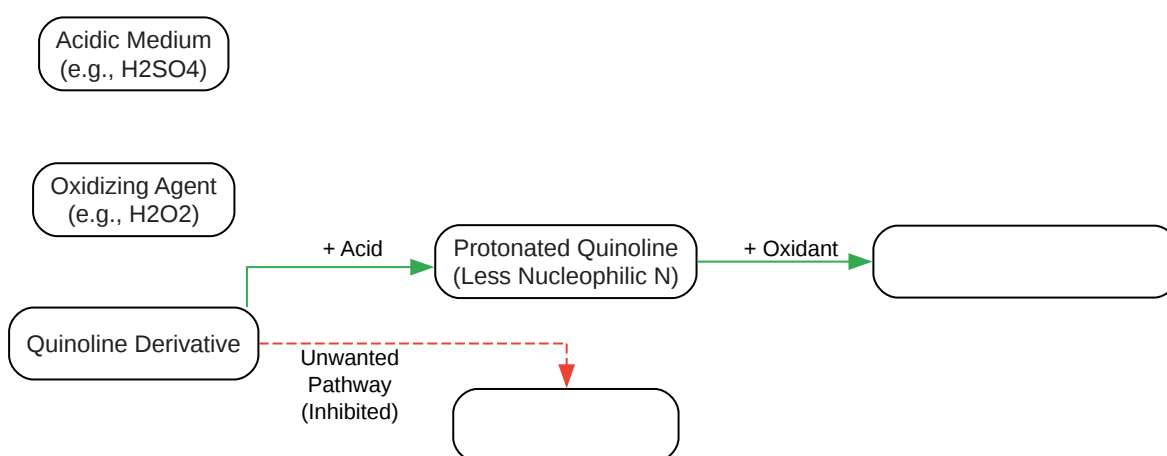 Acidic Medium
(e.g., H2SO4)
Oxidizing Agent
(e.g., H2O2)
+ Acid
Protonated Quinoline
(Less Nucleophilic N)
+ Oxidant
Quinoline Derivative
Unwanted
Pathway
(Inhibited)